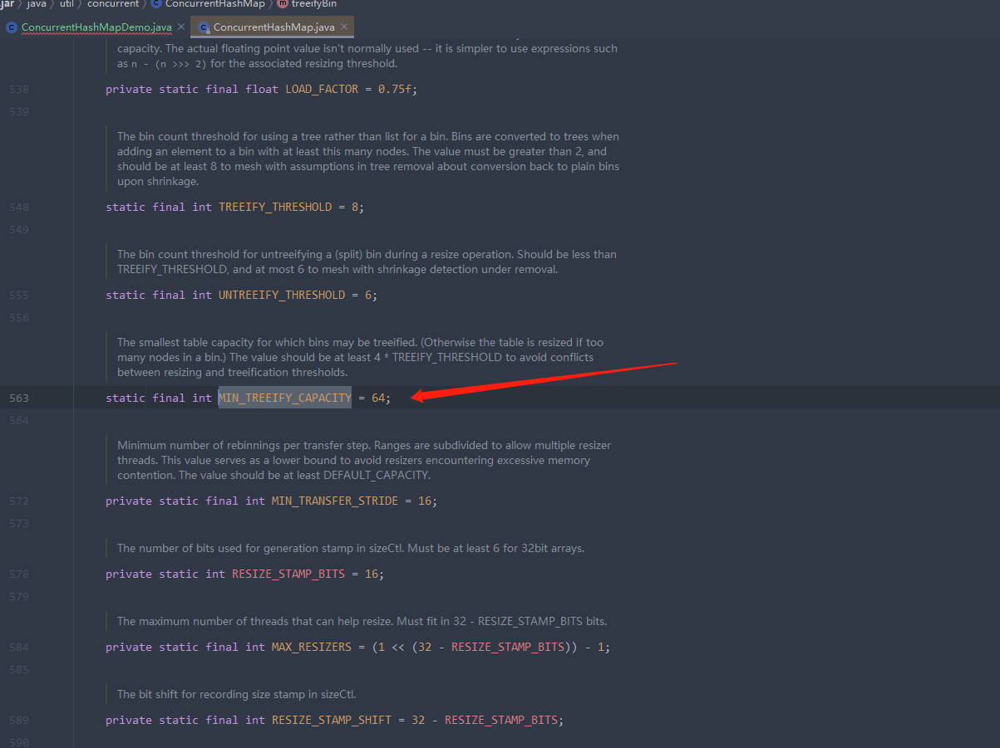 jar 〉 java 〉 util 〉 concurrent 〉 C ConcurrentHashMap 〉 m treeifyBin
C ConcurrentHashMapDemo.java × C ConcurrentHashMap.java ×
capacity. The actual floating point value isn't normally used -- it is simpler to use expressions such
as n - (n >>> 2) for the associated resizing threshold.
538 private static final float LOAD_FACTOR = 0.75f;
539
The bin count threshold for using a tree rather than list for a bin. Bins are converted to trees when
adding an element to a bin with at least this many nodes. The value must be greater than 2, and
should be at least 8 to mesh with assumptions in tree removal about conversion back to plain bins
upon shrinkage.
548 static final int TREEIFY_THRESHOLD = 8;
549
The bin count threshold for untreeifying a (split) bin during a resize operation. Should be less than
TREEIFY_THRESHOLD, and at most 6 to mesh with shrinkage detection under removal.
555 static final int UNTREEIFY_THRESHOLD = 6;
556
The smallest table capacity for which bins may be treeified. (Otherwise the table is resized if too
many nodes in a bin.) The value should be at least 4 * TREEIFY_THRESHOLD to avoid conflicts
between resizing and treeification thresholds.
563 static final int MIN_TREEIFY_CAPACITY = 64;
564
Minimum number of rebinnings per transfer step. Ranges are subdivided to allow multiple resizer
threads. This value serves as a lower bound to avoid resizers encountering excessive memory
contention. The value should be at least DEFAULT_CAPACITY.
572 private static final int MIN_TRANSFER_STRIDE = 16;
573
The number of bits used for generation stamp in sizeCtl. Must be at least 6 for 32bit arrays.
578 private static int RESIZE_STAMP_BITS = 16;
579
The maximum number of threads that can help resize. Must fit in 32 - RESIZE_STAMP_BITS bits.
584 private static final int MAX_RESIZERS = (1 << (32 - RESIZE_STAMP_BITS)) - 1;
585
The bit shift for recording size stamp in sizeCtl.
589 private static final int RESIZE_STAMP_SHIFT = 32 - RESIZE_STAMP_BITS;
590